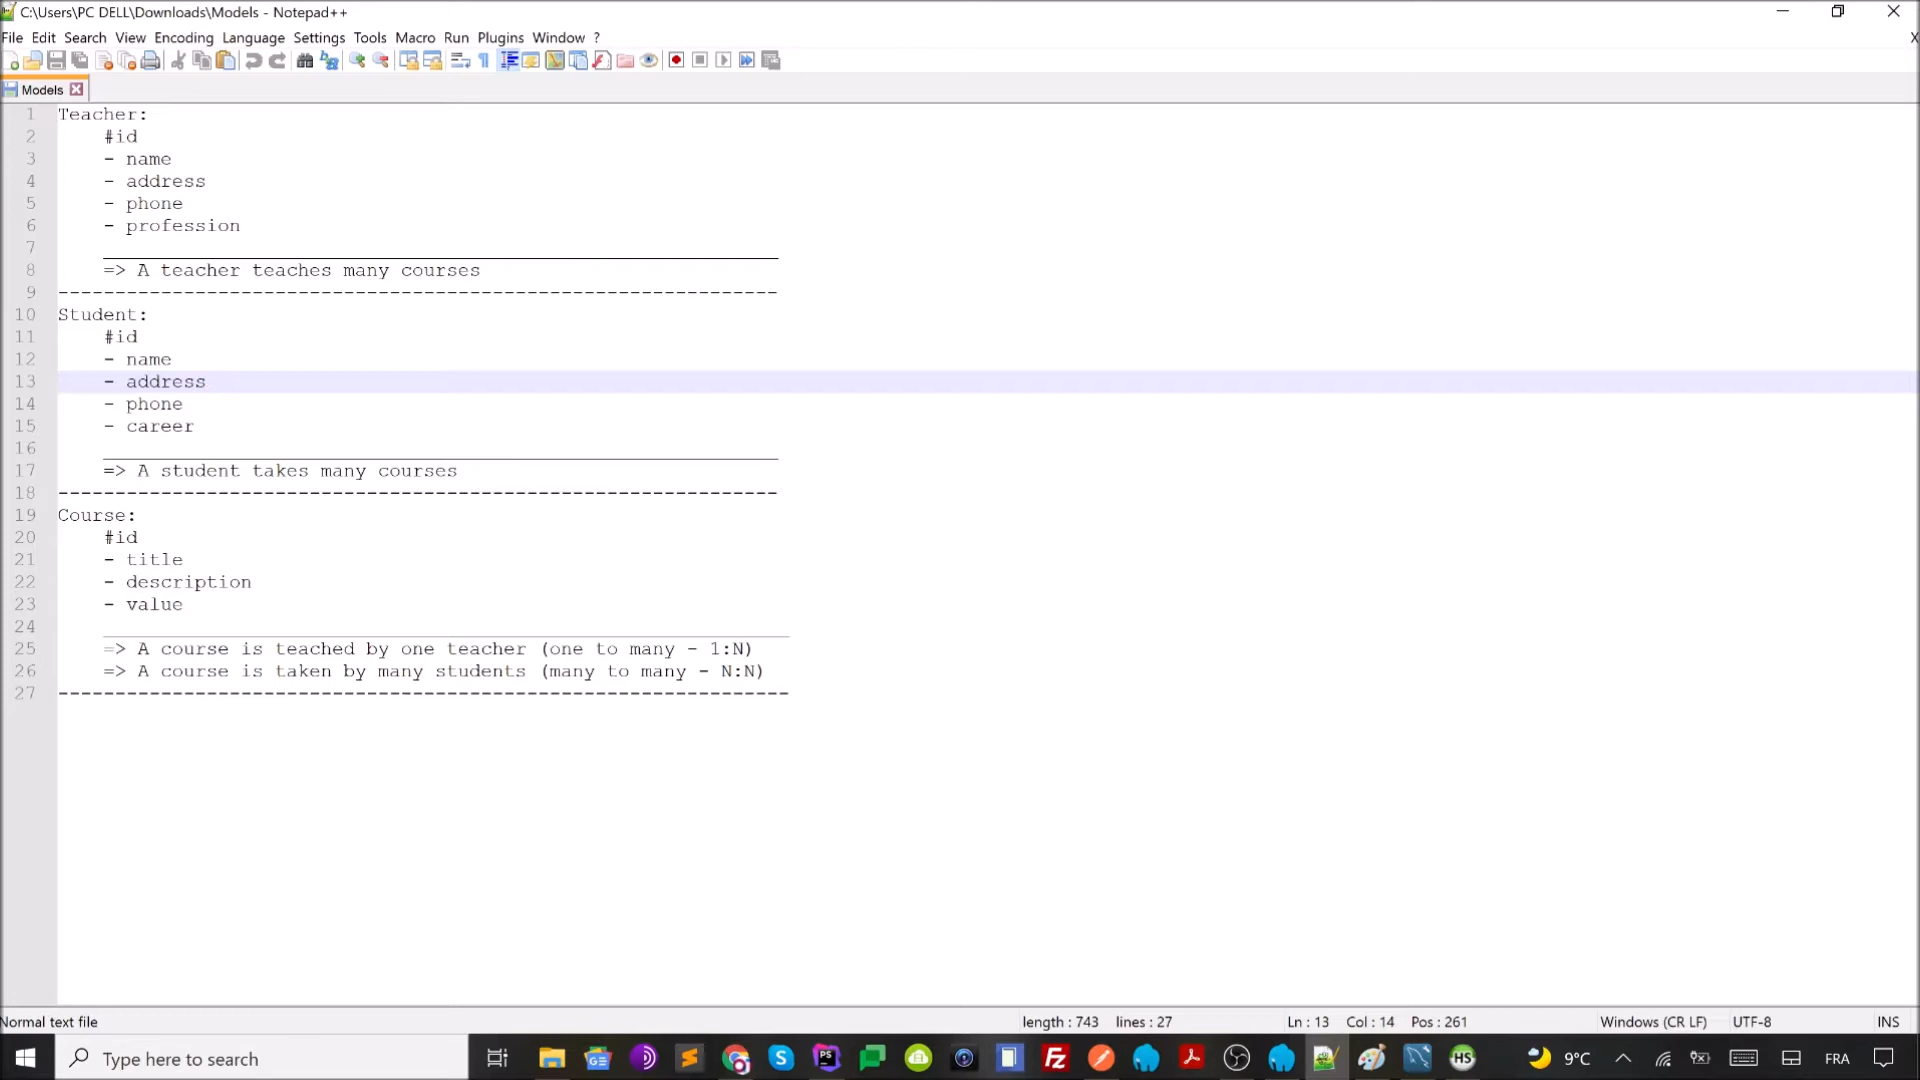 C:\Users\PC DELL\Downloads\Models - Notepad++
File Edit Search View Encoding Language Settings Tools Macro Run Plugins Window ?
X
Models
1 Teacher:
2 #id
3 - name
4 - address
5 - phone
6 - profession
7 ____________________________________________________________
8 => A teacher teaches many courses
9 ----------------------------------------------------------------
10 Student:
11 #id
12 - name
13 - address
14 - phone
15 - career
16 ____________________________________________________________
17 => A student takes many courses
18 ----------------------------------------------------------------
19 Course:
20 #id
21 - title
22 - description
23 - value
24 _____________________________________________________________
25 => A course is teached by one teacher (one to many - 1:N)
26 => A course is taken by many students (many to many - N:N)
27 -----------------------------------------------------------------
Normal text file length : 743 lines : 27 Ln : 13 Col : 14 Pos : 261 Windows (CR LF) UTF-8 INS
Type here to search PS FZ HS 9°C FRA